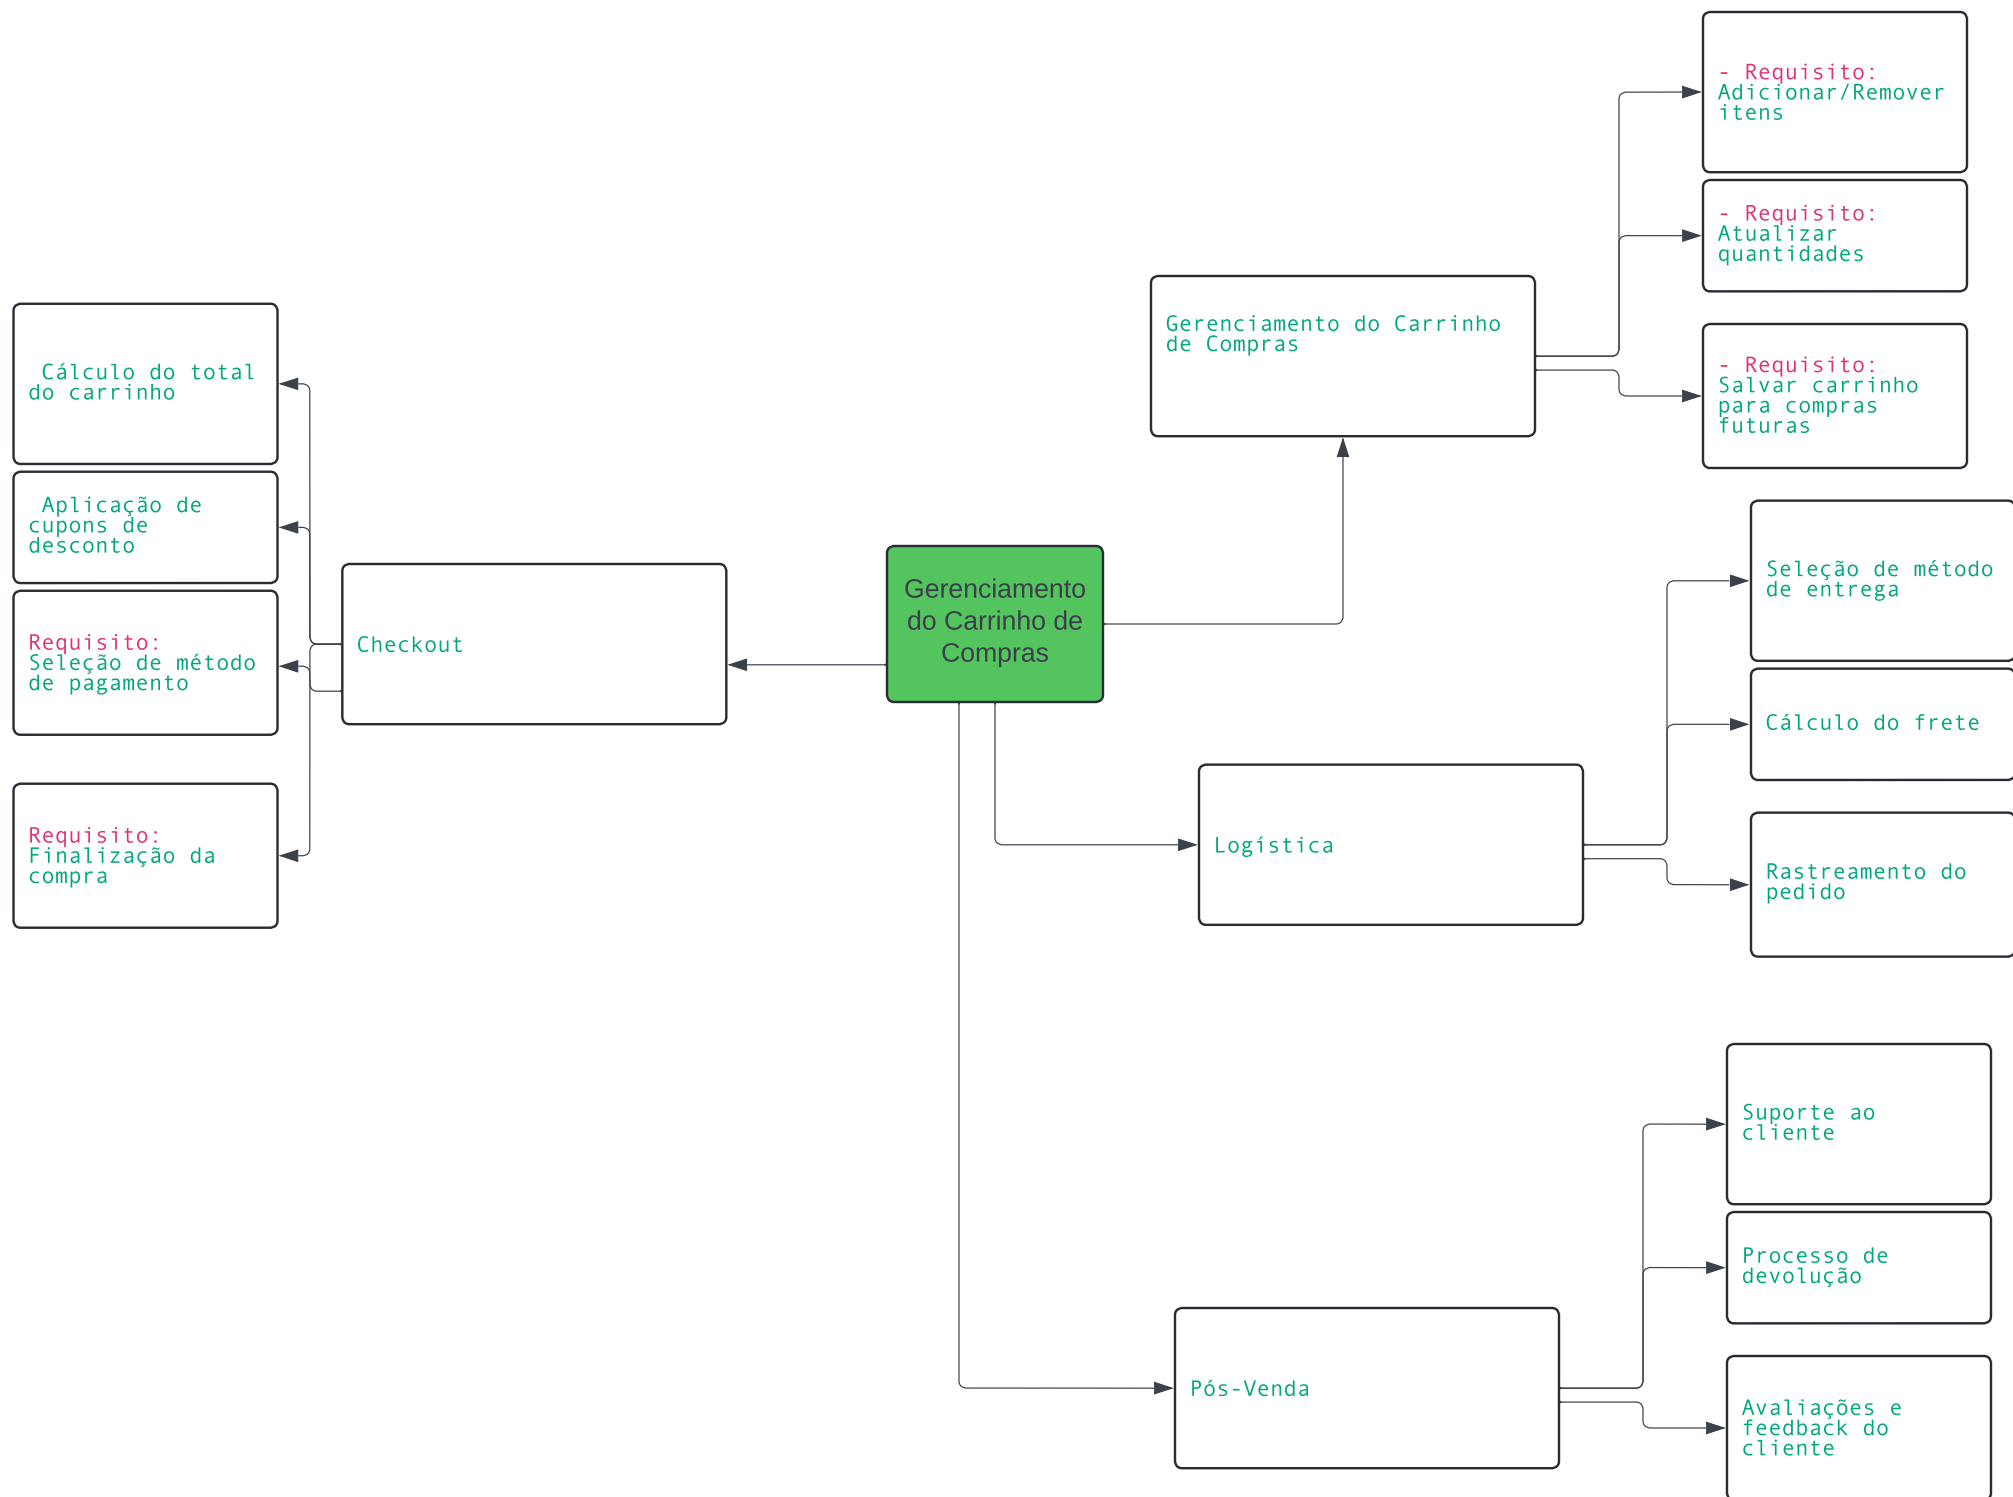 - Requisito:
Adicionar/Remover
itens
- Requisito:
Atualizar
quantidades
- Requisito:
Salvar carrinho
para compras
futuras
Gerenciamento do Carrinho
de Compras
Cálculo do total
do carrinho
Aplicação de
cupons de
desconto
Requisito:
Seleção de método
de pagamento
Requisito:
Finalização da
compra
Checkout
Gerenciamento
do Carrinho de
Compras
Seleção de método
de entrega
Cálculo do frete
Rastreamento do
pedido
Logística
Suporte ao
cliente
Processo de
devolução
Avaliações e
feedback do
cliente
Pós-Venda